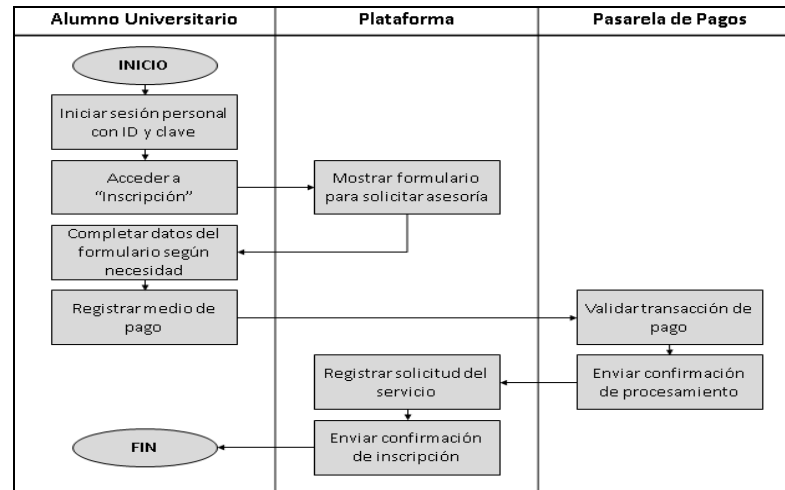 Alumno Universitario
Plataforma
Pasarela de Pagos
INICIO
Iniciar sesión personal
con ID y clave
Acceder a
“Inscripción”
Mostrar formulario
para solicitar asesoría
Completar datos del
formulario según
necesidad
Registrar medio de
pago
Validar transacción de
pago
Enviar confirmación
de procesamiento
Registrar solicitud del
servicio
Enviar confirmación
de inscripción
FIN